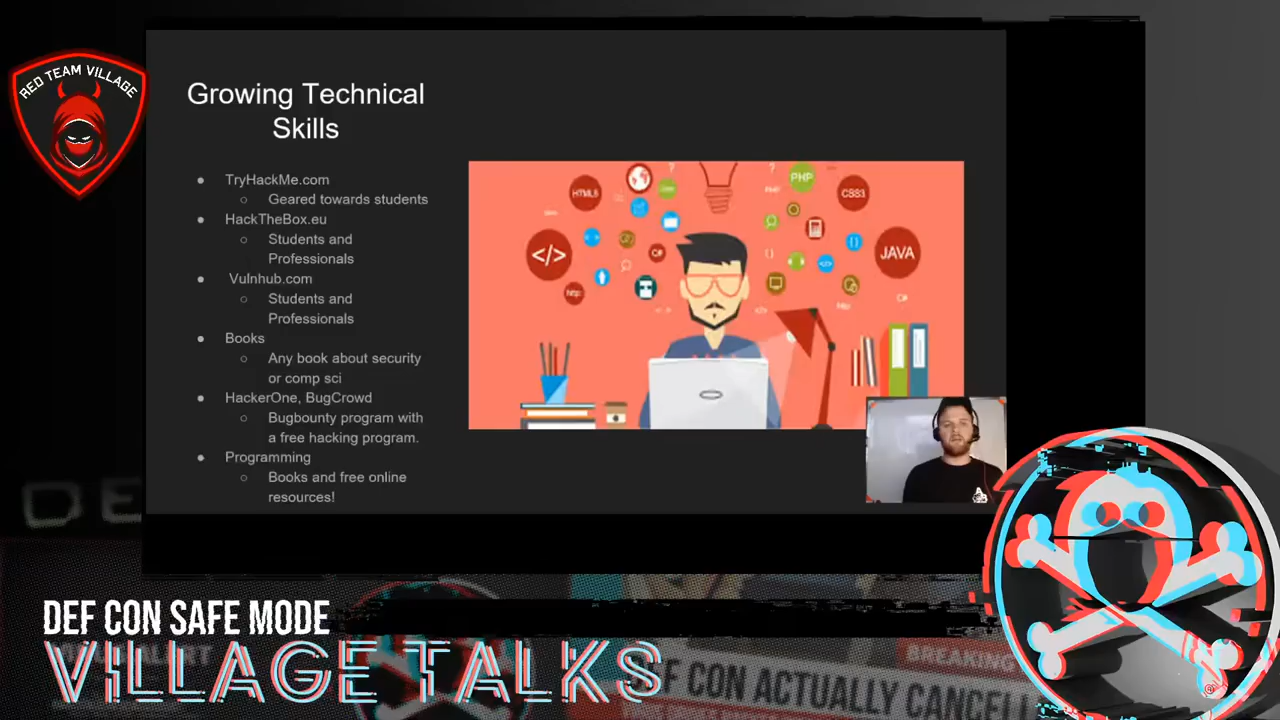 RED TEAM VILLAGE
Growing Technical
Skills
● TryHackMe.com
○ Geared towards students
● HackTheBox.eu
○ Students and
Professionals
● Vulnhub.com
○ Students and
Professionals
● Books
○ Any book about security
or comp sci
● HackerOne, BugCrowd
○ Bugbounty program with
a free hacking program.
● Programming
○ Books and free online
resources!
HTML5
PHP
CSS3
</>
JAVA
C#
http
C#
DE
DEF CON SAFE MODE
VILLAGE TALKS
BREAKING
DEF CON ACTUALLY CANCELL